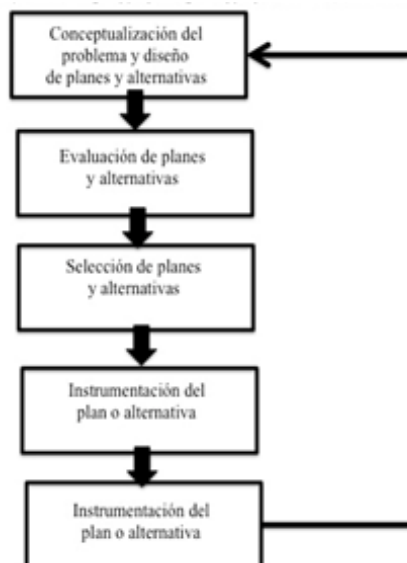 Conceptualización del
problema y diseño
de planes y alternativas
Evaluación de planes
y alternativas
Selección de planes
y alternativas
Instrumentación del
plan o alternativa
Instrumentación del
plan o alternativa